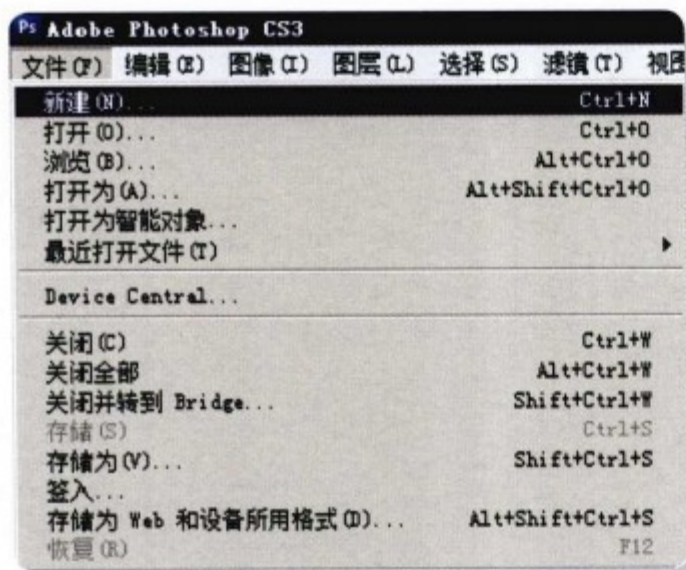 Ps Adobe Photoshop CS3
文件(F) 编辑(E) 图像(I) 图层(L) 选择(S) 滤镜(T) 视图
新建(N)... Ctrl+N
打开(O)... Ctrl+O
浏览(B)... Alt+Ctrl+O
打开为(A)... Alt+Shift+Ctrl+O
打开为智能对象...
最近打开文件(T)
Device Central...
关闭(C) Ctrl+W
关闭全部 Alt+Ctrl+W
关闭并转到 Bridge... Shift+Ctrl+W
存储(S) Ctrl+S
存储为(V)... Shift+Ctrl+S
签入...
存储为 Web 和设备所用格式(D)... Alt+Shift+Ctrl+S
恢复(R) F12